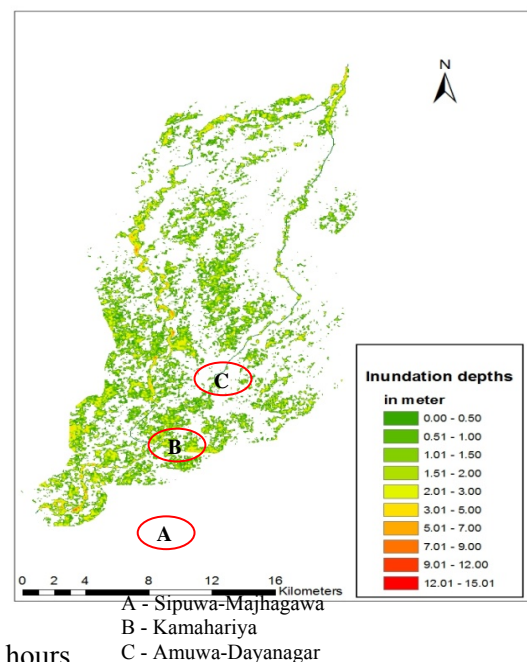 N
C
B
A
Inundation depths
in meter
0.00 - 0.50
0.51 - 1.00
1.01 - 1.50
1.51 - 2.00
2.01 - 3.00
3.01 - 5.00
5.01 - 7.00
7.01 - 9.00
9.01 - 12.00
12.01 - 15.01
0 2 4 8 12 16 Kilometers
A - Sipuwa-Majhagawa
B - Kamahariya
hours C - Amuwa-Dayanagar